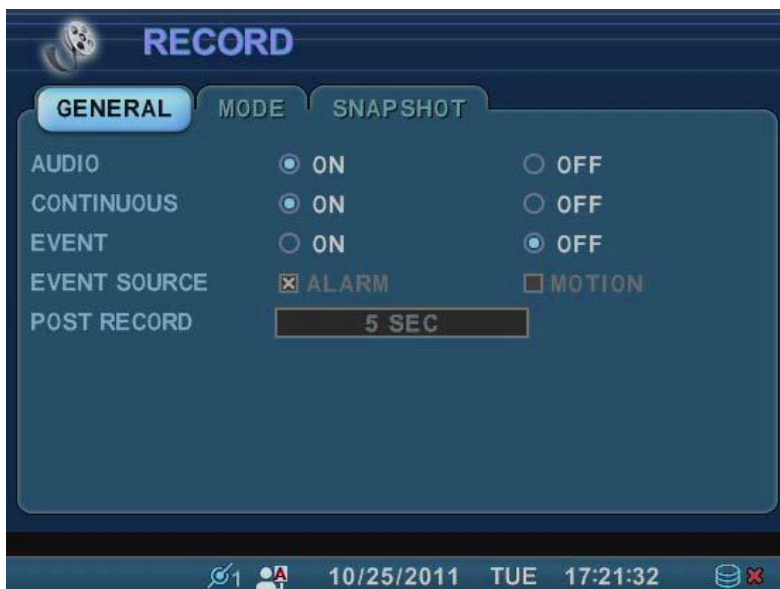 RECORD
GENERAL MODE SNAPSHOT
AUDIO ON OFF
CONTINUOUS ON OFF
EVENT ON OFF
EVENT SOURCE ALARM MOTION
POST RECORD 5 SEC
1 A 10/25/2011 TUE 17:21:32